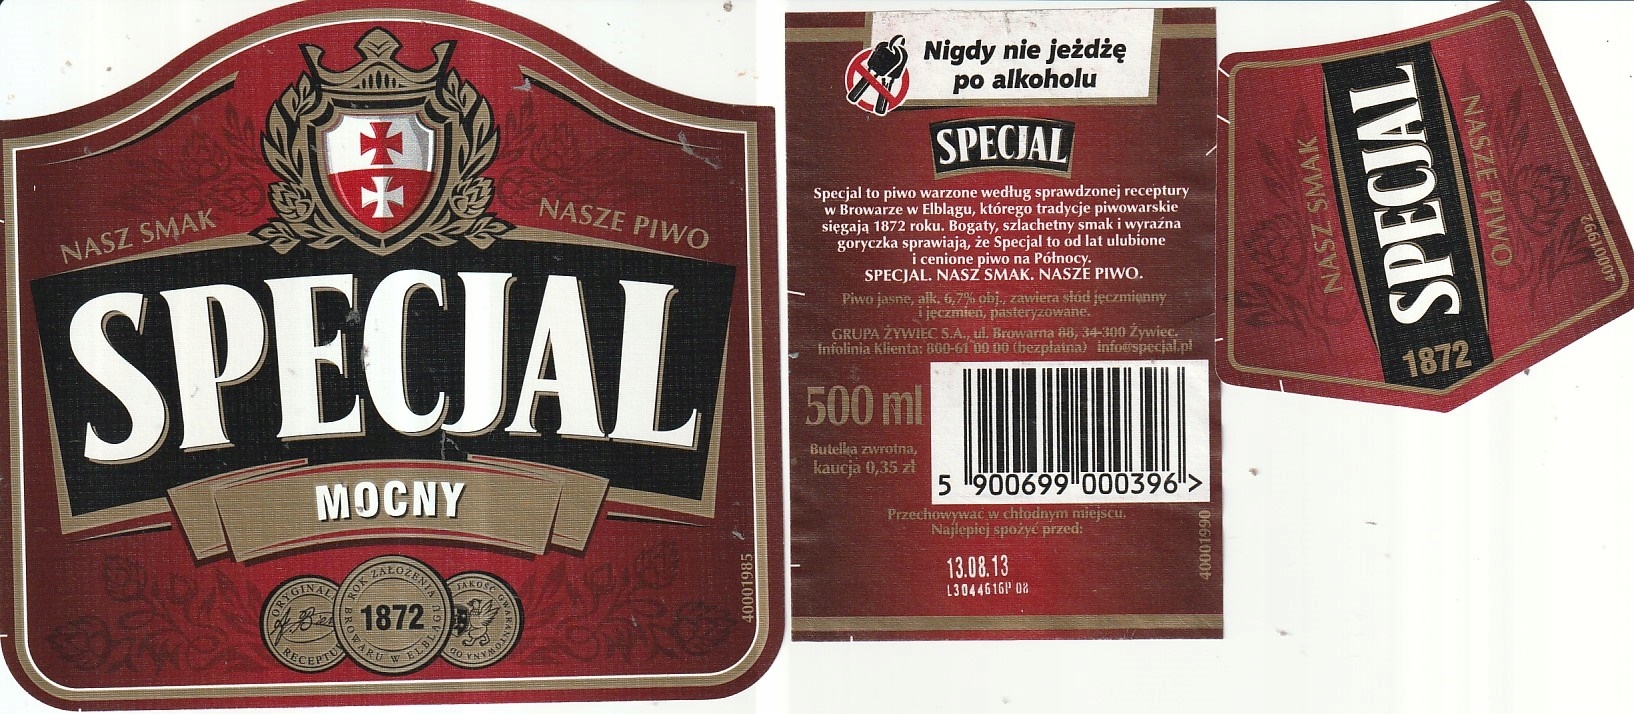 NASZ SMAK
NASZE PIWO
SPECJAL
MOCNY
ORYGINALNA
RECEPTURA
ROK ZAŁOŻENIA
1872
BROWARU W ELBLĄGU
JAKOŚĆ GWARANTOWANA OD
40001985
Nigdy nie jeżdżę
po alkoholu
SPECJAL
Specjal to piwo warzone według sprawdzonej receptury
w Browarze w Elblągu, którego tradycje piwowarskie
sięgają 1872 roku. Bogaty, szlachetny smak i wyraźna
goryczka sprawiają, że Specjal to od lat ulubione
i cenione piwo na Północy.
SPECJAL. NASZ SMAK. NASZE PIWO.
Piwo jasne, alk. 6,7% obj., zawiera słód jęczmienny
i jęczmień, pasteryzowane.
GRUPA ŻYWIEC S.A., ul. Browarna 88, 34-300 Żywiec.
Infolinia Klienta: 800-61 00 00 (bezpłatna) info@specjal.pl
500 ml
Butelka zwrotna,
kaucja 0,35 zł
5 900699 000396 >
Przechowywać w chłodnym miejscu.
Najlepiej spożyć przed:
13.08.13
L3044616P 08
40001990
NASZ SMAK
SPECJAL
NASZE PIWO
1872
40001992